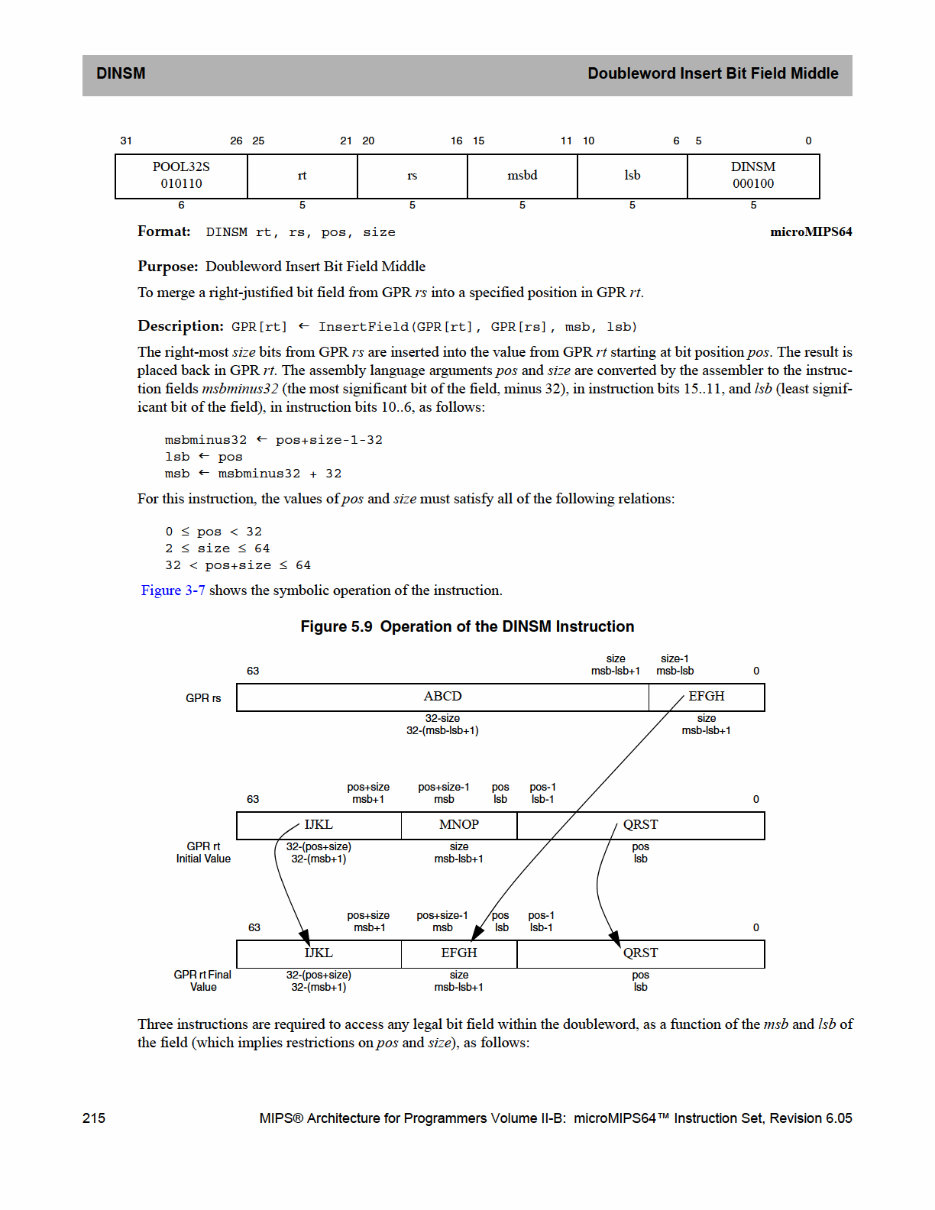 DINSM Doubleword Insert Bit Field Middle
31 26 25 21 20 16 15 11 10 6 5 0
POOL32S
010110 rt rs msbd lsb DINSM
000100
6 5 5 5 5 5
Format: DINSM rt, rs, pos, size microMIPS64
Purpose: Doubleword Insert Bit Field Middle
To merge a right-justified bit field from GPR rs into a specified position in GPR rt.
Description: GPR[rt] ← InsertField(GPR[rt], GPR[rs], msb, lsb)
The right-most size bits from GPR rs are inserted into the value from GPR rt starting at bit position pos. The result is
placed back in GPR rt. The assembly language arguments pos and size are converted by the assembler to the instruc-
tion fields msbminus32 (the most significant bit of the field, minus 32), in instruction bits 15..11, and lsb (least signif-
icant bit of the field), in instruction bits 10..6, as follows:
msbminus32 ← pos+size-1-32
lsb ← pos
msb ← msbminus32 + 32
For this instruction, the values of pos and size must satisfy all of the following relations:
0 ≤ pos < 32
2 ≤ size ≤ 64
32 < pos+size ≤ 64
Figure 3-7 shows the symbolic operation of the instruction.
Figure 5.9 Operation of the DINSM Instruction
size size-1
63 msb-lsb+1 msb-lsb 0
GPR rs ABCD EFGH
32-size size
32-(msb-lsb+1) msb-lsb+1
pos+size pos+size-1 pos pos-1
63 msb+1 msb lsb lsb-1 0
IJKL MNOP QRST
GPR rt 32-(pos+size) size pos
Initial Value 32-(msb+1) msb-lsb+1 lsb
pos+size pos+size-1 pos pos-1
63 msb+1 msb lsb lsb-1 0
IJKL EFGH QRST
GPR rt Final 32-(pos+size) size pos
Value 32-(msb+1) msb-lsb+1 lsb
Three instructions are required to access any legal bit field within the doubleword, as a function of the msb and lsb of
the field (which implies restrictions on pos and size), as follows:
215 MIPS® Architecture for Programmers Volume II-B: microMIPS64™ Instruction Set, Revision 6.05